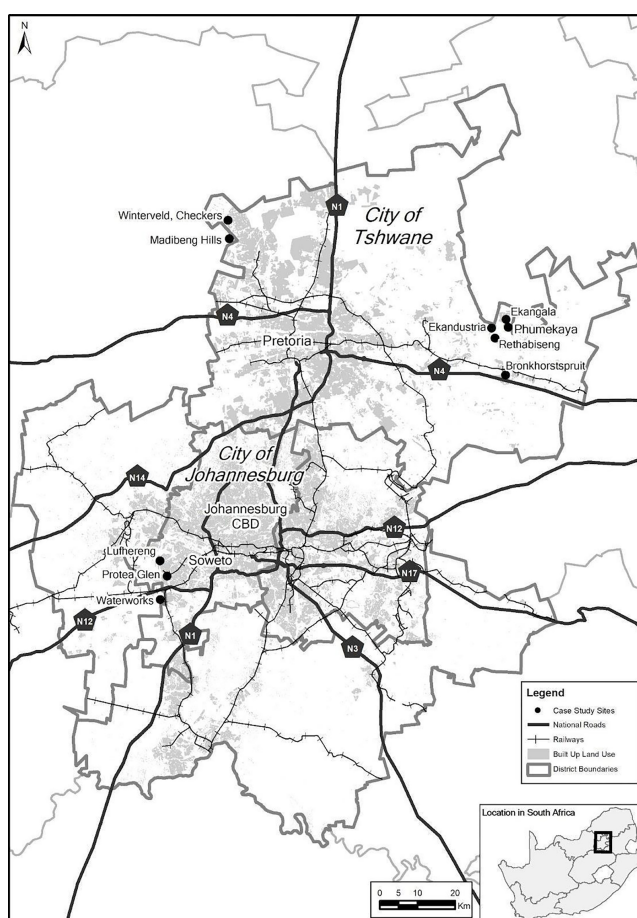 N
N1
City of
Tshwane
Winterveld, Checkers
Madibeng Hills
N4
Ekangala
Ekandustria
Phumekaya
Rethabiseng
Pretoria
N4
Bronkhorstspruit
City of
Johannesburg
N14
Johannesburg
CBD
N12
Lufhereng
Soweto
Protea Glen
N17
Waterworks
N12
N1
N3
Legend
Case Study Sites
National Roads
Railways
Built Up Land Use
District Boundaries
Location in South Africa
0 5 10 20
Km